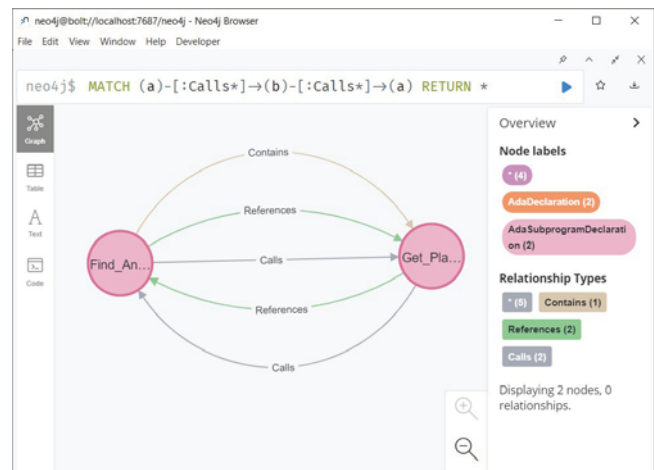 neo4j@bolt://localhost:7687/neo4j - Neo4j Browser
File Edit View Window Help Developer
neo4j$ MATCH (a)-[:Calls*]→(b)-[:Calls*]→(a) RETURN *
Graph
Table
A
Text
Code
Contains
References
Find_An...
Calls
Get_Pla...
References
Calls
Overview
Node labels
* (4)
AdaDeclaration (2)
AdaSubprogramDeclarati
on (2)
Relationship Types
* (5) Contains (1)
References (2)
Calls (2)
Displaying 2 nodes, 0
relationships.